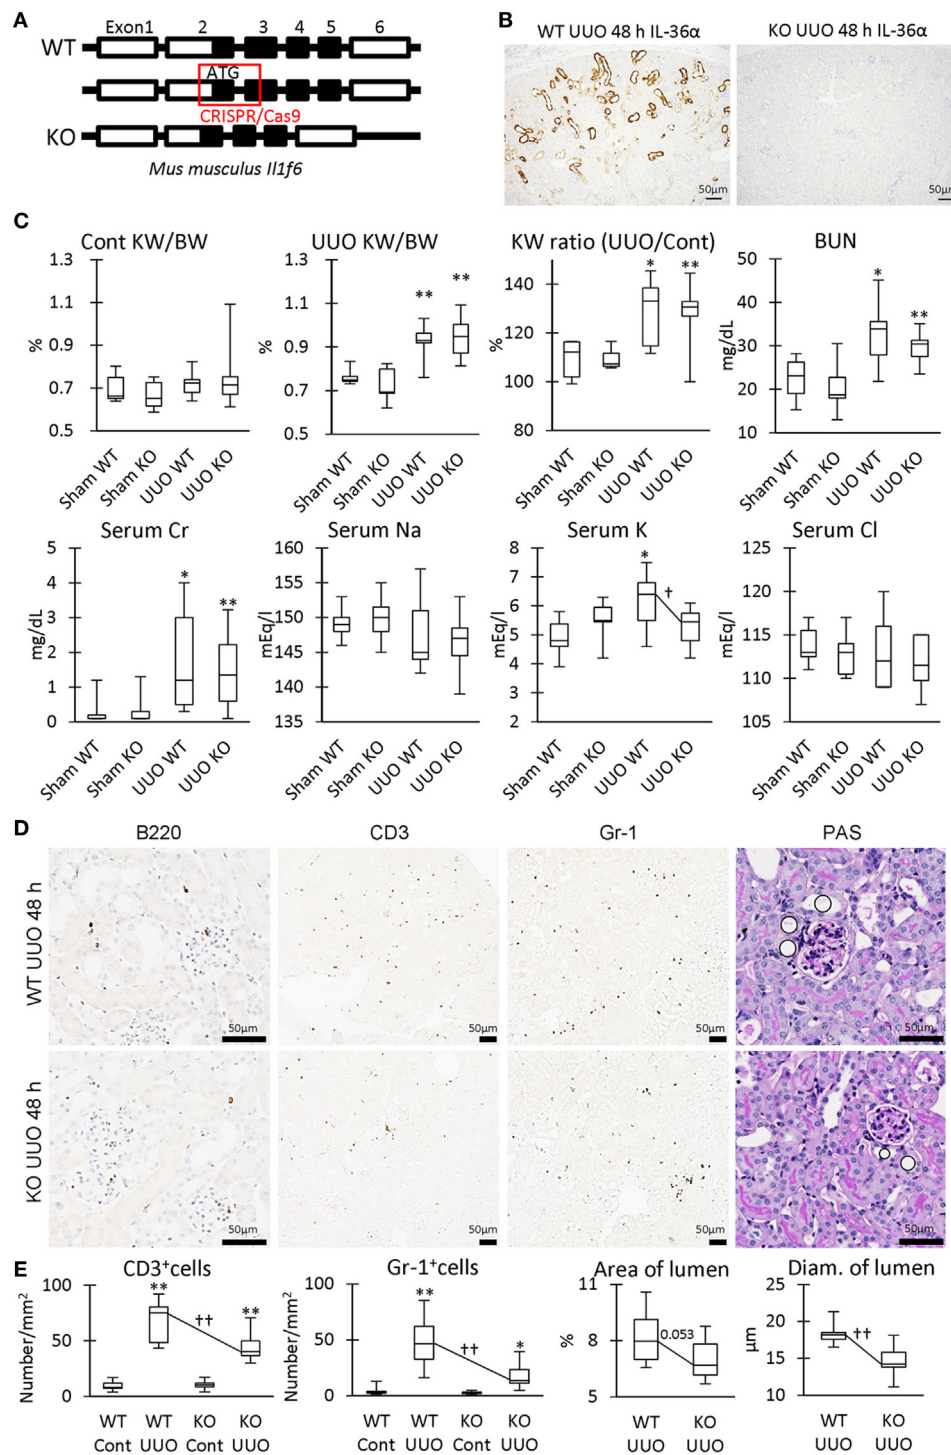 A
Exon1 2 3 4 5 6
WT
ATG
CRISPR/Cas9
KO
Mus musculus Il1f6
B
WT UUO 48 h IL-36α
KO UUO 48 h IL-36α
50μm
50μm
C
Cont KW/BW
UUO KW/BW
KW ratio (UUO/Cont)
BUN
%
1.3
1.1
0.9
0.7
0.5
Sham WT
Sham KO
UUO WT
UUO KO
%
1.3
1.1
0.9
0.7
0.5
**
**
Sham WT
Sham KO
UUO WT
UUO KO
%
140
120
100
80
*
**
Sham WT
Sham KO
UUO WT
UUO KO
mg/dL
50
40
30
20
10
*
**
Sham WT
Sham KO
UUO WT
UUO KO
Serum Cr
Serum Na
Serum K
Serum Cl
mg/dL
5
4
3
2
1
0
*
**
Sham WT
Sham KO
UUO WT
UUO KO
mEq/l
160
155
150
145
140
135
Sham WT
Sham KO
UUO WT
UUO KO
mEq/l
8
7
6
5
4
3
2
*
†
Sham WT
Sham KO
UUO WT
UUO KO
mEq/l
125
120
115
110
105
Sham WT
Sham KO
UUO WT
UUO KO
D
B220
CD3
Gr-1
PAS
WT UUO 48 h
50μm
50μm
50μm
50μm
KO UUO 48 h
50μm
50μm
50μm
50μm
E
CD3+cells
Gr-1+cells
Area of lumen
Diam. of lumen
Number/mm2
100
50
0
**
††
**
WT Cont
WT UUO
KO Cont
KO UUO
Number/mm2
100
50
0
**
††
*
WT Cont
WT UUO
KO Cont
KO UUO
%
11
8
5
0.053
WT UUO
KO UUO
μm
25
20
15
10
††
WT UUO
KO UUO